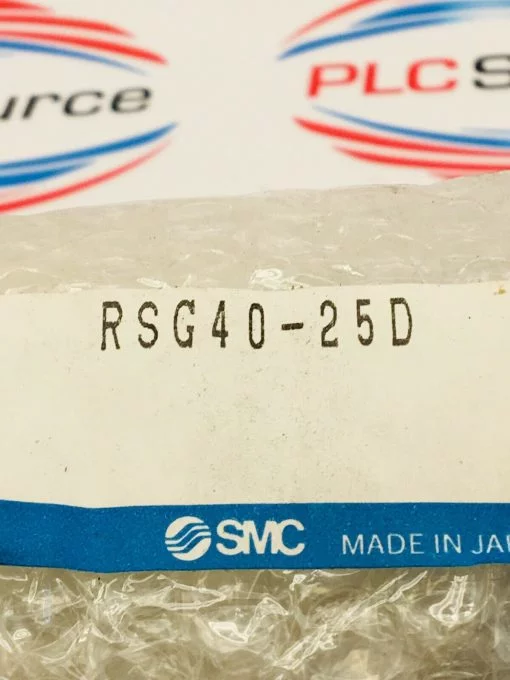 urce
PLC S
RSG40-25D
SMC
MADE IN JA